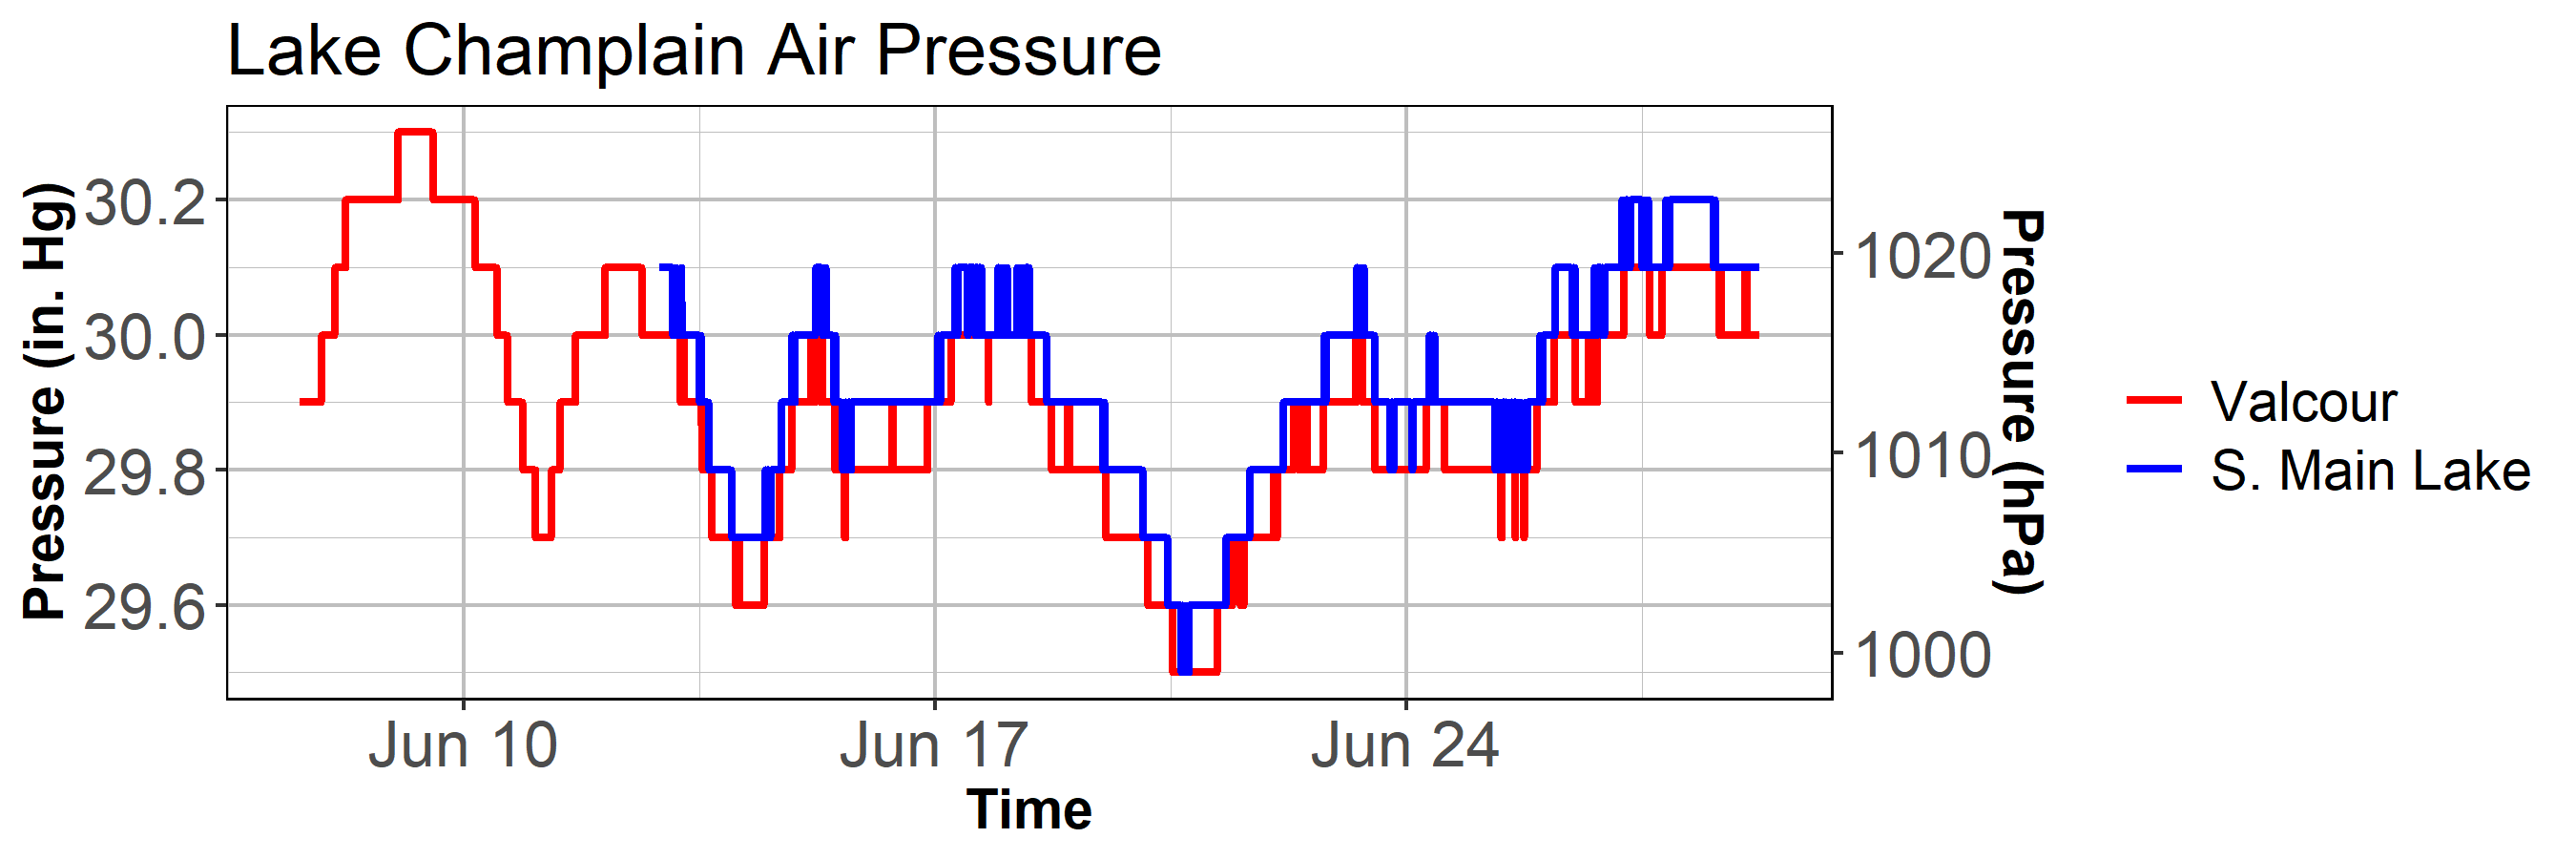 Lake Champlain Air Pressure
Pressure (in. Hg)
30.2
30.0
29.8
29.6
1020
1010
1000
Pressure (hPa)
Jun 10
Jun 17
Jun 24
Time
Valcour
S. Main Lake